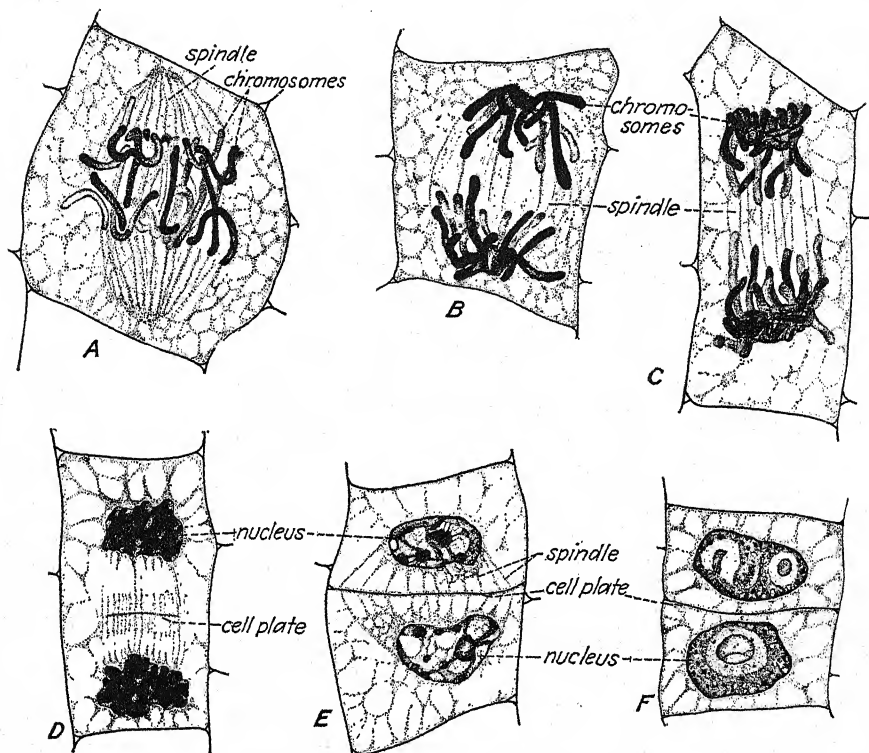 spindle
chromosomes
A
B
chromo-
somes
spindle
C
D
nucleus
cell plate
E
spindle
cell plate
nucleus
F